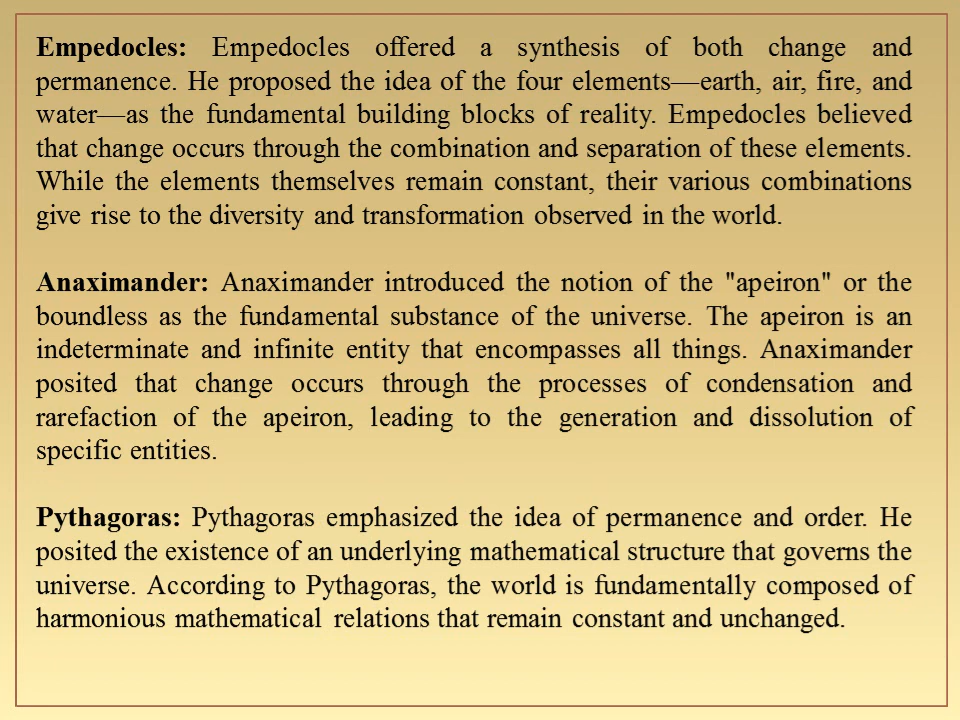 Empedocles: Empedocles offered a synthesis of both change and
permanence. He proposed the idea of the four elements—earth, air, fire, and
water—as the fundamental building blocks of reality. Empedocles believed
that change occurs through the combination and separation of these elements.
While the elements themselves remain constant, their various combinations
give rise to the diversity and transformation observed in the world.
Anaximander: Anaximander introduced the notion of the "apeiron" or the
boundless as the fundamental substance of the universe. The apeiron is an
indeterminate and infinite entity that encompasses all things. Anaximander
posited that change occurs through the processes of condensation and
rarefaction of the apeiron, leading to the generation and dissolution of
specific entities.
Pythagoras: Pythagoras emphasized the idea of permanence and order. He
posited the existence of an underlying mathematical structure that governs the
universe. According to Pythagoras, the world is fundamentally composed of
harmonious mathematical relations that remain constant and unchanged.